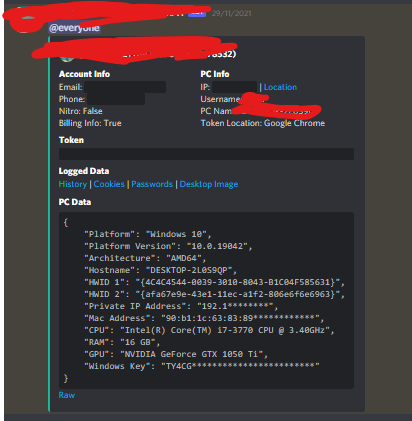 29/11/2021
@everyone
Account Info
PC Info
Email:
IP: | Location
Phone:
Username
Nitro: False
PC Nam
Billing Info: True
Token Location: Google Chrome
Token
Logged Data
History | Cookies | Passwords | Desktop Image
PC Data
{
"Platform": "Windows 10",
"Platform Version": "10.0.19042",
"Architecture": "AMD64",
"Hostname": "DESKTOP-2L0S9QP",
"HWID 1": "{4C4C4544-0039-3010-8043-B1C04F585631}",
"HWID 2": "{afa67e9e-43e1-11ec-a1f2-806e6f6e6963}",
"Private IP Address": "192.1*********",
"Mac Address": "90:b1:1c:63:83:89************",
"CPU": "Intel(R) Core(TM) i7-3770 CPU @ 3.40GHz",
"RAM": "16 GB",
"GPU": "NVIDIA GeForce GTX 1050 Ti",
"Windows Key": "TY4CG************************"
}
Raw